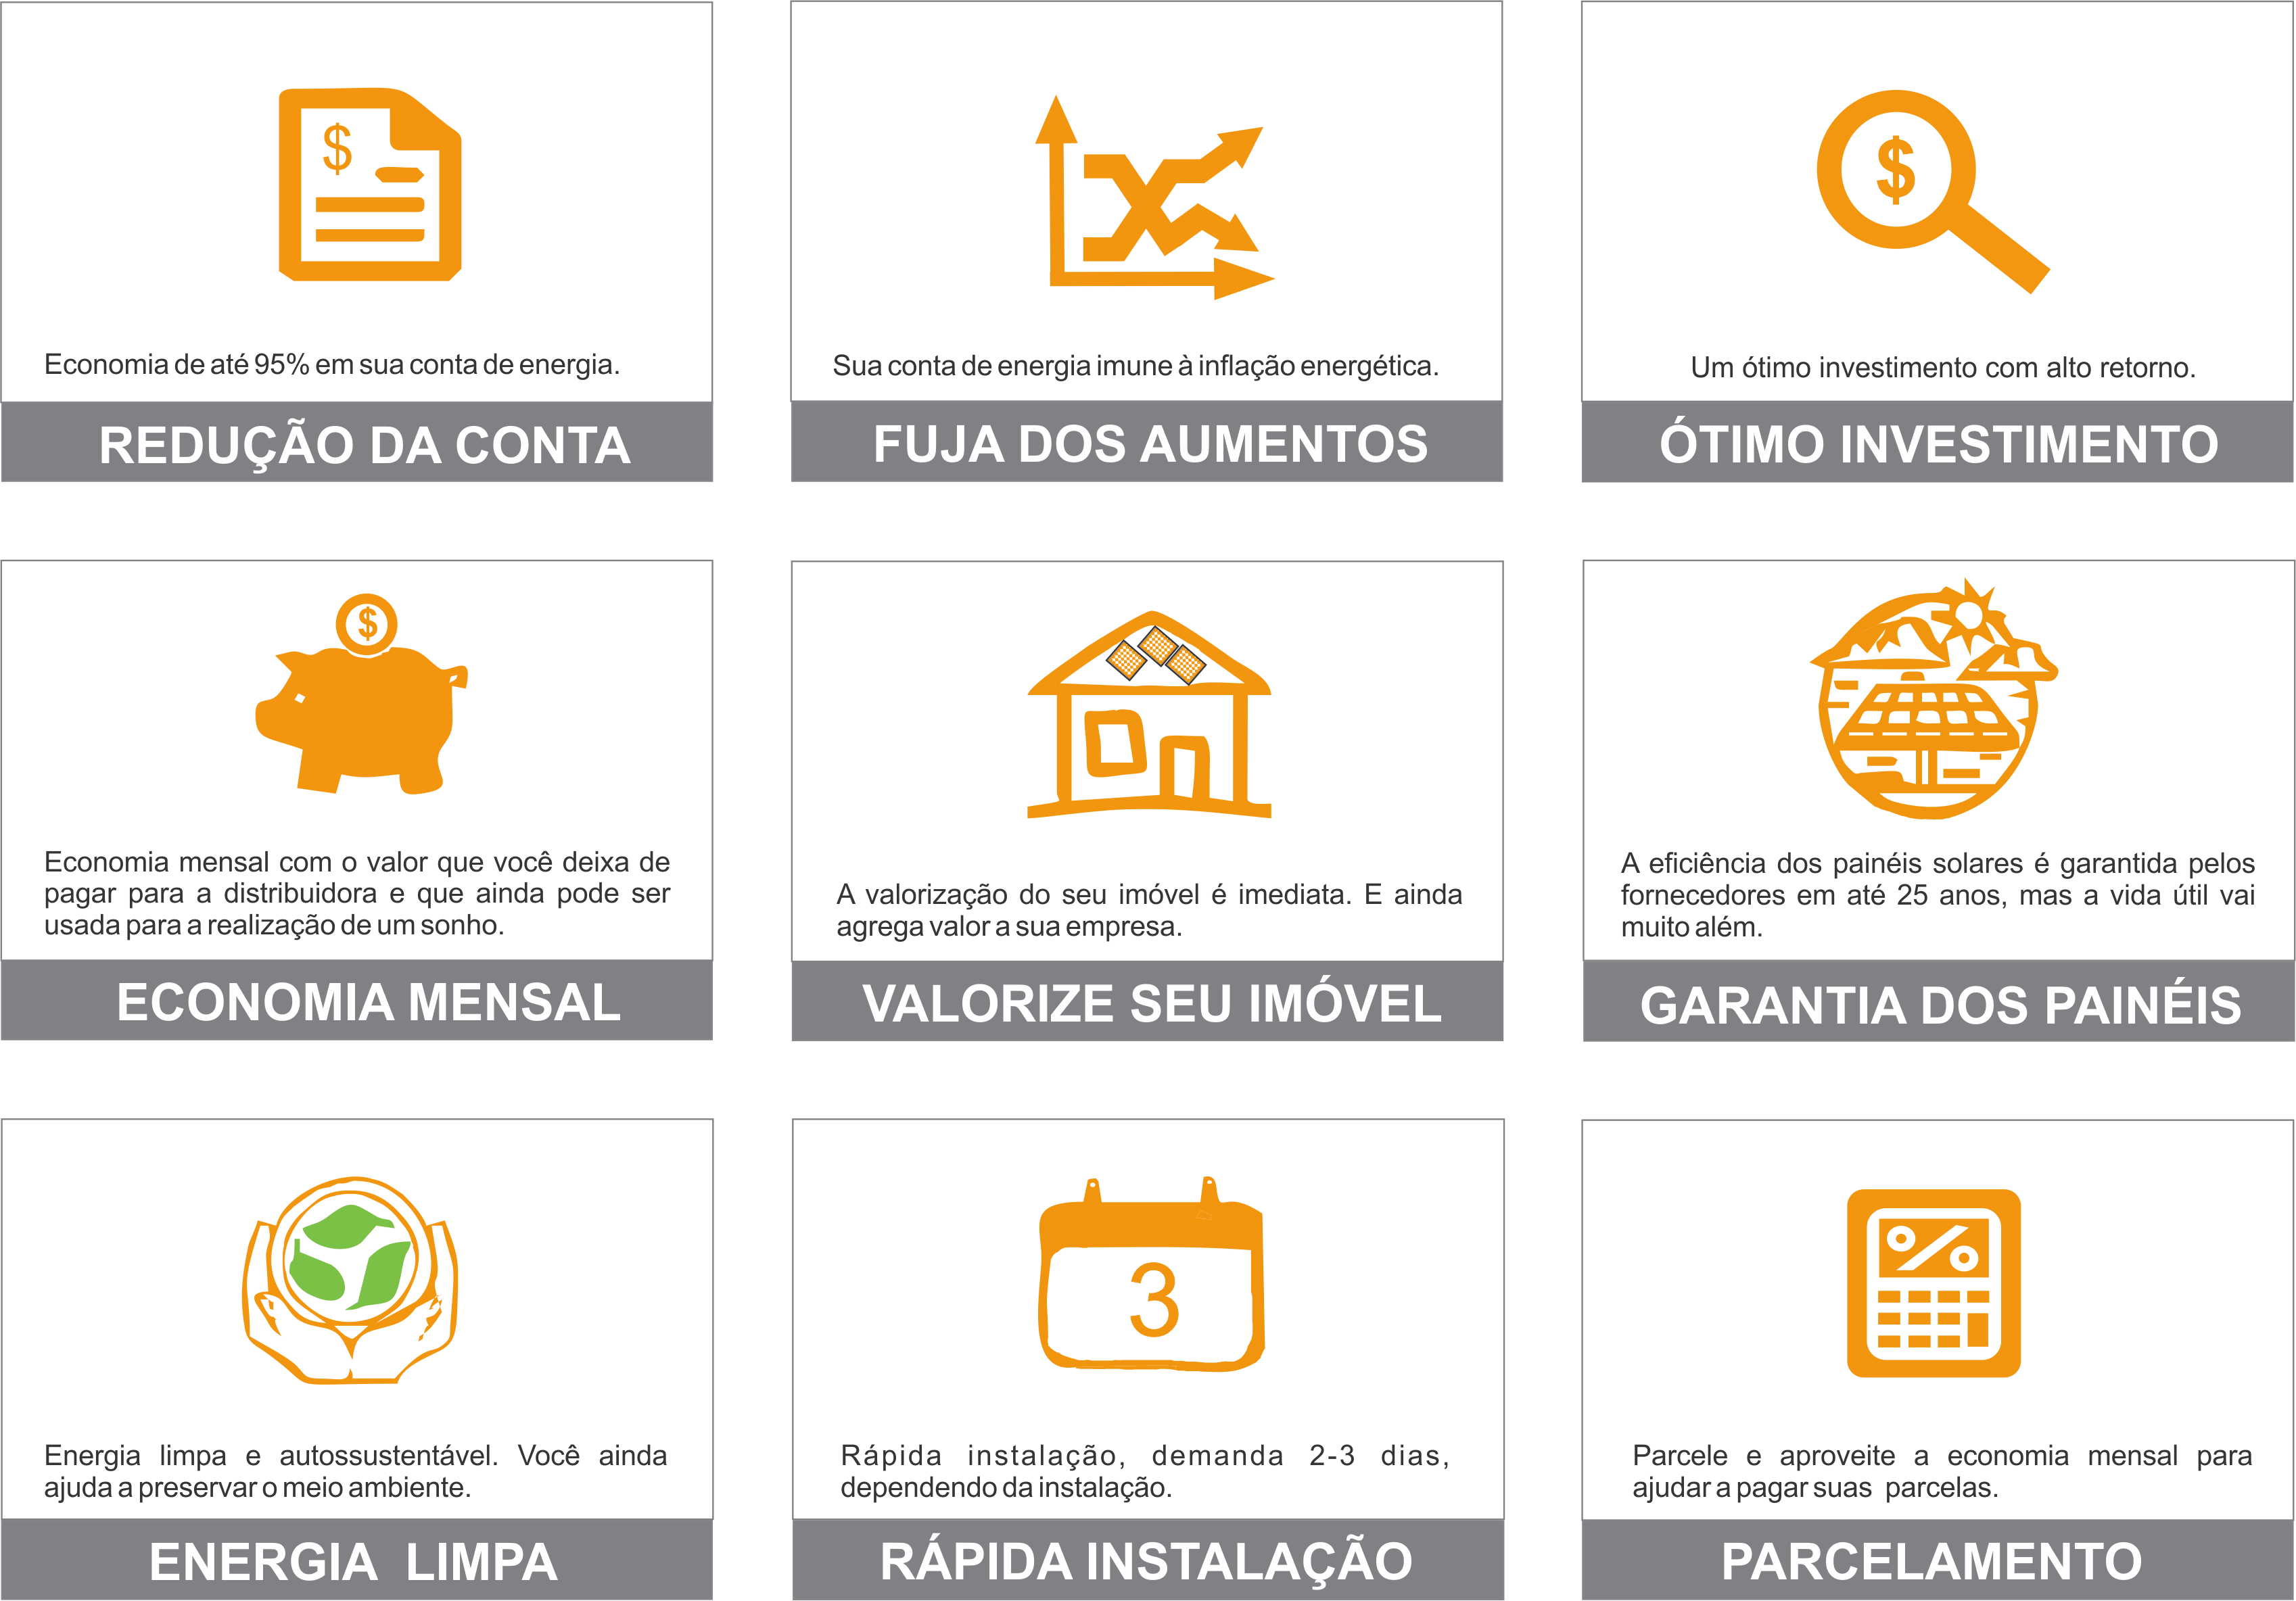 $
Economia de até 95% em sua conta de energia.
REDUÇÃO DA CONTA
Sua conta de energia imune à inflação energética.
FUJA DOS AUMENTOS
$
Um ótimo investimento com alto retorno.
ÓTIMO INVESTIMENTO
$
Economia mensal com o valor que você deixa de
pagar para a distribuidora e que ainda pode ser
usada para a realização de um sonho.
ECONOMIA MENSAL
A valorização do seu imóvel é imediata. E ainda
agrega valor a sua empresa.
VALORIZE SEU IMÓVEL
A eficiência dos painéis solares é garantida pelos
fornecedores em até 25 anos, mas a vida útil vai
muito além.
GARANTIA DOS PAINÉIS
Energia limpa e autossustentável. Você ainda
ajuda a preservar o meio ambiente.
ENERGIA LIMPA
3
Rápida instalação, demanda 2-3 dias,
dependendo da instalação.
RÁPIDA INSTALAÇÃO
%
Parcele e aproveite a economia mensal para
ajudar a pagar suas parcelas.
PARCELAMENTO